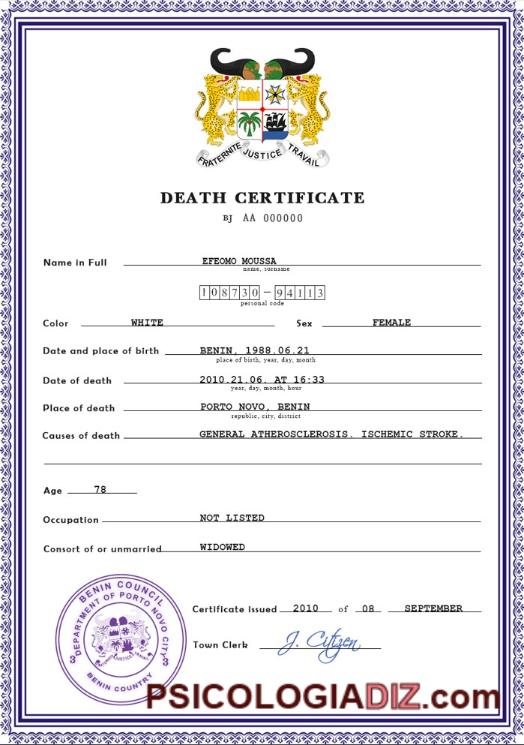 FRATERNITE JUSTICE TRAVAIL
DEATH CERTIFICATE
BJ AA 000000
Name in Full EFEOMO MOUSSA
name, surname
108730-94113
personal code
Color WHITE Sex FEMALE
Date and place of birth BENIN, 1988.06.21
place of birth, year, day, month
Date of death 2010.21.06. AT 16:33
year, day, month, hour
Place of death PORTO NOVO, BENIN
republic, city, district
Causes of death GENERAL ATHEROSCLEROSIS. ISCHEMIC STROKE.
Age 78
Occupation NOT LISTED
Consort of or unmarried WIDOWED
BENIN COUNCIL
DEPARTMENT OF PORTO NOVO CITY
BENIN COUNTRY
Certificate issued 2010 of 08 SEPTEMBER
Town Clerk J. Citizen
PSICOLOGIADIZ.com